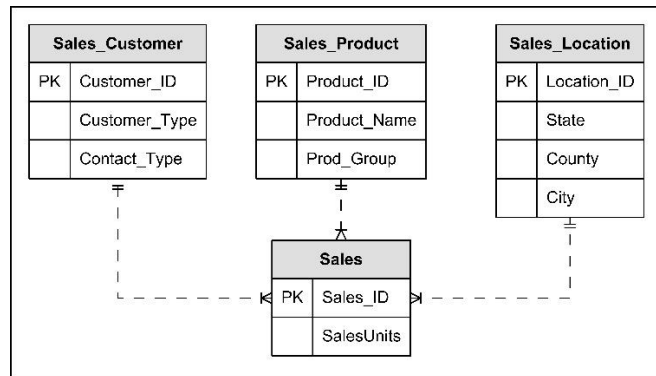 Sales_Customer
PK Customer_ID
Customer_Type
Contact_Type
Sales_Product
PK Product_ID
Product_Name
Prod_Group
Sales_Location
PK Location_ID
State
County
City
Sales
PK Sales_ID
SalesUnits